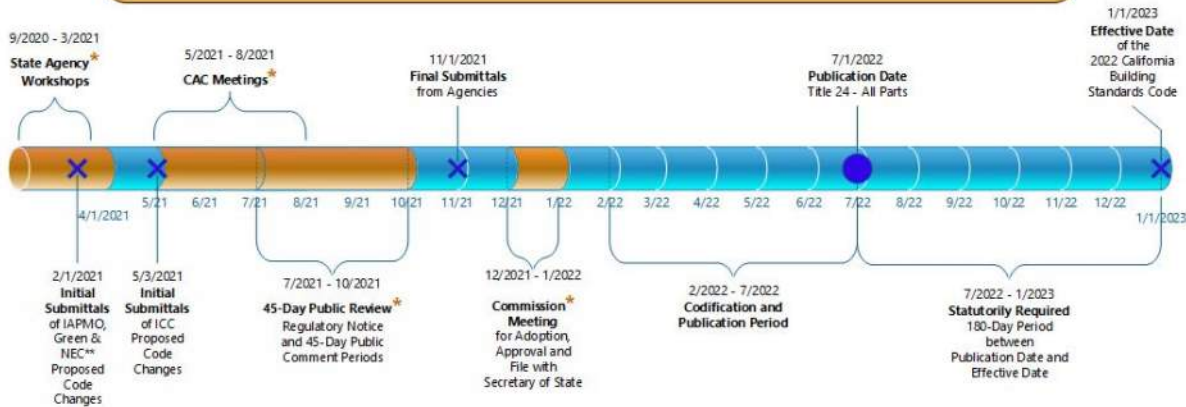 9/2020 - 3/2021
State Agency*
Workshops
5/2021 - 8/2021
CAC Meetings*
11/1/2021
Final Submittals
from Agencies
7/1/2022
Publication Date
Title 24 - All Parts
1/1/2023
Effective Date
of the
2022 California
Building
Standards Code
4/1/2021
5/21
6/21
7/21
8/21
9/21
10/21
11/21
12/21
1/22
2/22
3/22
4/22
5/22
6/22
7/22
8/22
9/22
10/22
11/22
12/22
1/1/2023
2/1/2021
Initial
Submittals
of IAPMO,
Green &
NEC**
Proposed
Code
Changes
5/3/2021
Initial
Submittals
of ICC
Proposed
Code
Changes
7/2021 - 10/2021
45-Day Public Review*
Regulatory Notice
and 45-Day Public
Comment Periods
12/2021 - 1/2022
Commission*
Meeting
for Adoption,
Approval and
File with
Secretary of State
2/2022 - 7/2022
Codification and
Publication Period
7/2022 - 1/2023
Statutorily Required
180-Day Period
between
Publication Date and
Effective Date